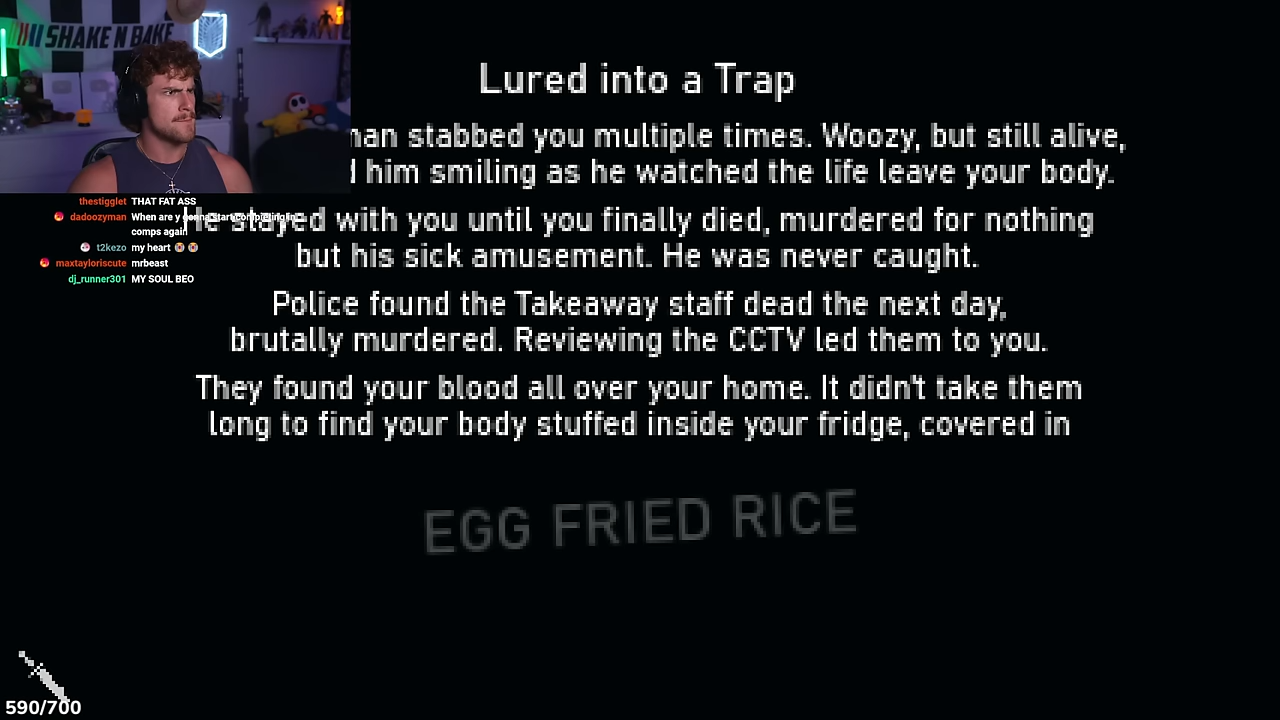 SHAKE N BAKE
Lured into a Trap
man stabbed you multiple times. Woozy, but still alive,
him smiling as he watched the life leave your body.
He stayed with you until you finally died, murdered for nothing
but his sick amusement. He was never caught.
Police found the Takeaway staff dead the next day,
brutally murdered. Reviewing the CCTV led them to you.
They found your blood all over your home. It didn't take them
long to find your body stuffed inside your fridge, covered in
EGG FRIED RICE
thestigglet THAT FAT ASS
dadoozyman When are y gonna start competing in
comps again
t2kezo my heart
maxtayloriscute mrbeast
dj_runner301 MY SOUL BEO
590/700